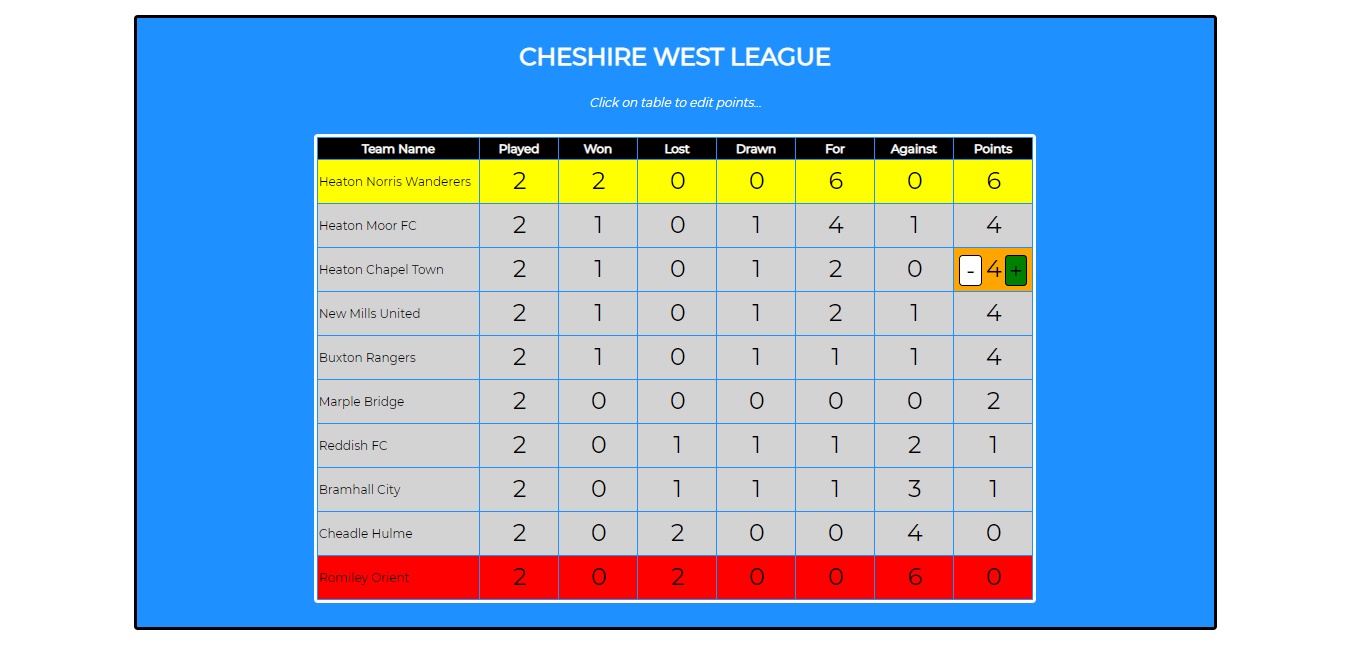 CHESHIRE WEST LEAGUE
Click on table to edit points...
Team Name Played Won Lost Drawn For Against Points
Heaton Norris Wanderers 2 2 0 0 6 0 6
Heaton Moor FC 2 1 0 1 4 1 4
Heaton Chapel Town 2 1 0 1 2 0 - 4 +
New Mills United 2 1 0 1 2 1 4
Buxton Rangers 2 1 0 1 1 1 4
Marple Bridge 2 0 0 0 0 0 2
Reddish FC 2 0 1 1 1 2 1
Bramhall City 2 0 1 1 1 3 1
Cheadle Hulme 2 0 2 0 0 4 0
Romiley Orient 2 0 2 0 0 6 0